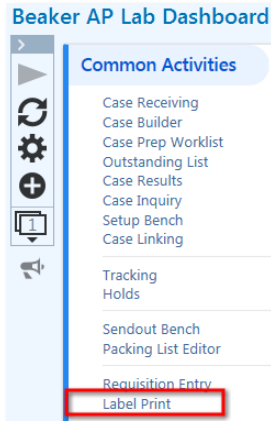 Beaker AP Lab Dashboard
Common Activities
Case Receiving
Case Builder
Case Prep Worklist
Outstanding List
Case Results
Case Inquiry
Setup Bench
Case Linking
1
Tracking
Holds
Sendout Bench
Packing List Editor
Requisition Entry
Label Print